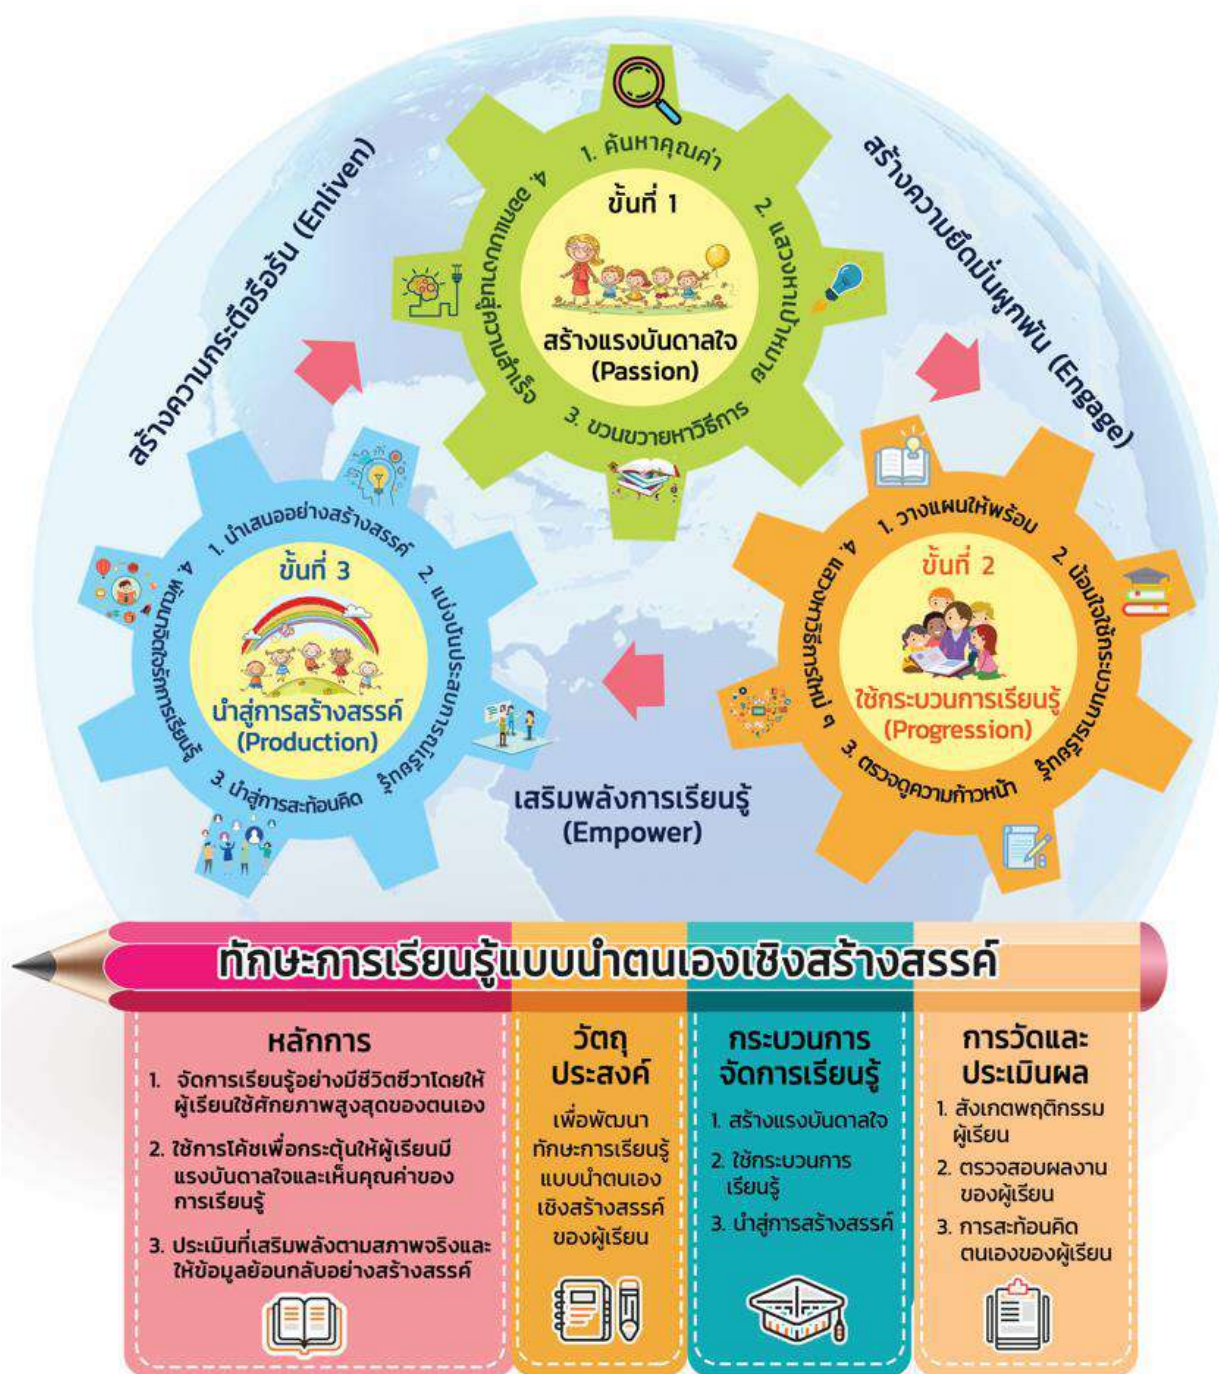 สร้างความกระตือรือร้น (Enliven)
สร้างความยึดมั่นผูกพัน (Engage)
ขั้นที่ 1
สร้างแรงบันดาลใจ
(Passion)
1. ค้นหาคุณค่า
2. แสวงหาเป้าหมาย
3. ขวนขวายหาวิธีการ
4. ออกแบบงานสู่ความสำเร็จ
ขั้นที่ 2
ใช้กระบวนการเรียนรู้
(Progression)
1. วางแผนให้พร้อม
2. น้อมใจใช้กระบวนการเรียนรู้
3. ตรวจดูความก้าวหน้า
4. แสวงหาวิธีการใหม่ ๆ
ขั้นที่ 3
นำสู่การสร้างสรรค์
(Production)
1. นำเสนออย่างสร้างสรรค์
2. แบ่งปันประสบการณ์เรียนรู้
3. นำสู่การสะท้อนคิด
4. พัฒนาจิตใจรักการเรียนรู้
เสริมพลังการเรียนรู้
(Empower)
ทักษะการเรียนรู้แบบนำตนเองเชิงสร้างสรรค์
หลักการ
1. จัดการเรียนรู้อย่างมีชีวิตชีวาโดยให้
ผู้เรียนใช้ศักยภาพสูงสุดของตนเอง
2. ใช้การโค้ชเพื่อกระตุ้นให้ผู้เรียนมี
แรงบันดาลใจและเห็นคุณค่าของ
การเรียนรู้
3. ประเมินที่เสริมพลังตามสภาพจริงและ
ให้ข้อมูลย้อนกลับอย่างสร้างสรรค์
วัตถุ
ประสงค์
เพื่อพัฒนา
ทักษะการเรียนรู้
แบบนำตนเอง
เชิงสร้างสรรค์
ของผู้เรียน
กระบวนการ
จัดการเรียนรู้
1. สร้างแรงบันดาลใจ
2. ใช้กระบวนการ
เรียนรู้
3. นำสู่การสร้างสรรค์
การวัดและ
ประเมินผล
1. สังเกตพฤติกรรม
ผู้เรียน
2. ตรวจสอบผลงาน
ของผู้เรียน
3. การสะท้อนคิด
ตนเองของผู้เรียน